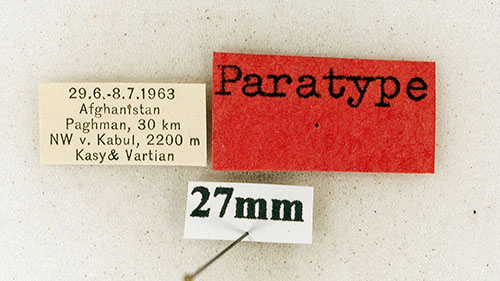 29.6.-8.7.1963
Afghanistan
Paghman, 30 km
NW v. Kabul, 2200 m
Kasy & Vartian
Paratype
27mm